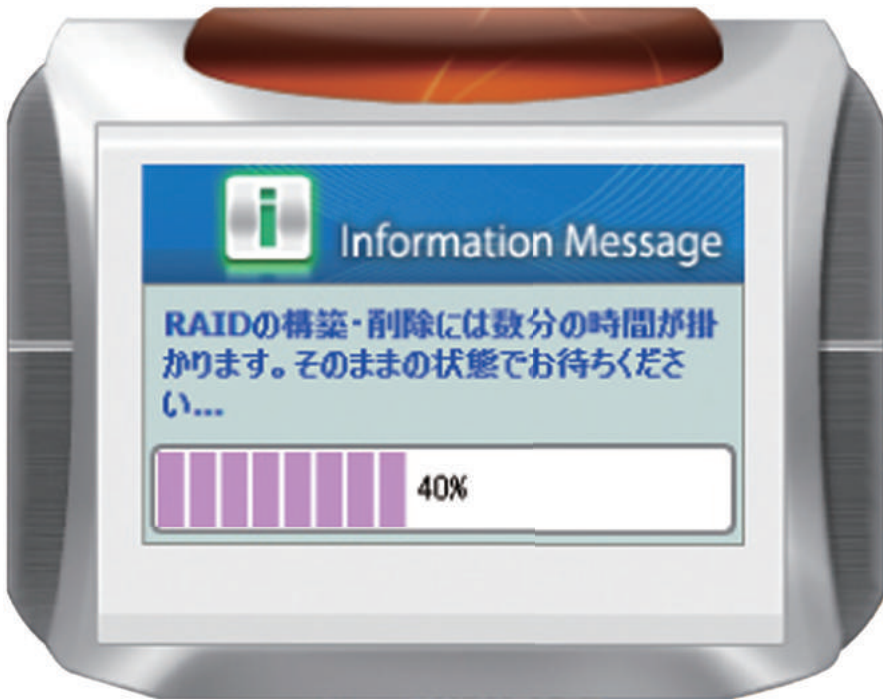 i
Information Message
RAIDの構築・削除には数分の時間が掛
かります。そのままの状態でお待ちくださ
い...
40%